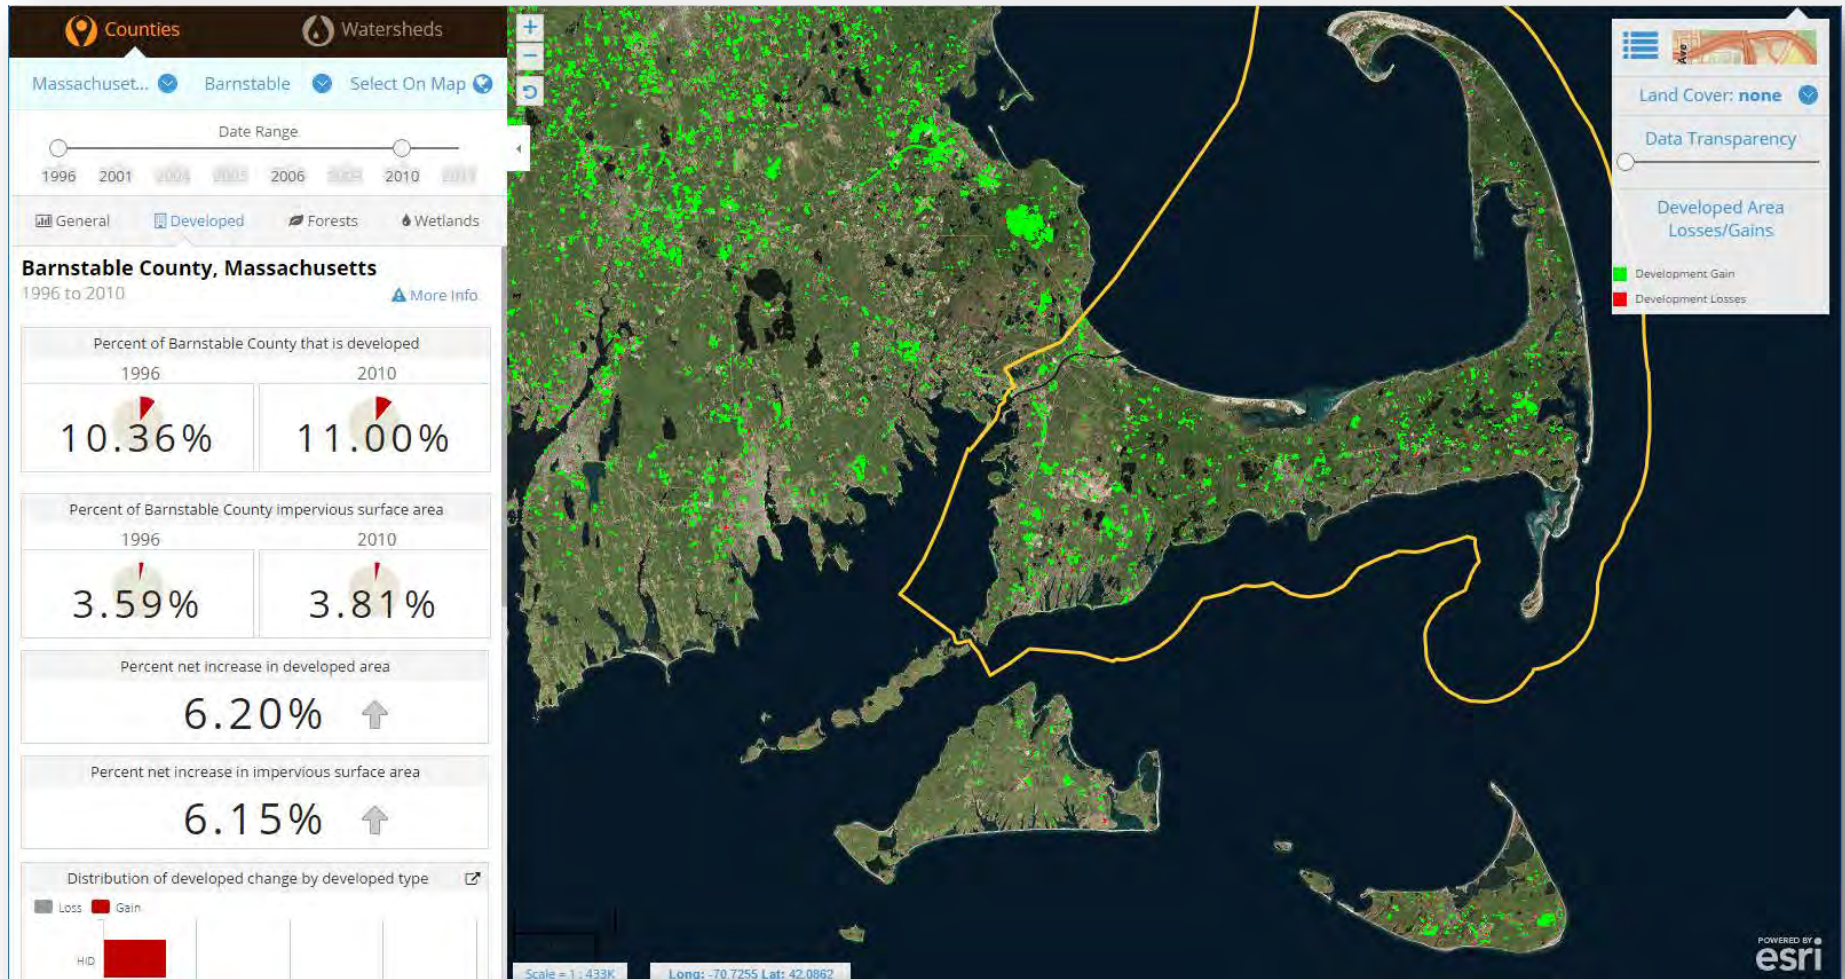 Counties
Watersheds
Massachuset...
Barnstable
Select On Map
Date Range
1996 2001 2006 2010
General
Developed
Forests
Wetlands
Barnstable County, Massachusetts
1996 to 2010
More Info
Percent of Barnstable County that is developed
1996 2010
10.36% 11.00%
Percent of Barnstable County impervious surface area
1996 2010
3.59% 3.81%
Percent net increase in developed area
6.20%
Percent net increase in impervious surface area
6.15%
Distribution of developed change by developed type
Loss Gain
HID
+
−
Ave
Land Cover: none
Data Transparency
Developed Area
Losses/Gains
Development Gain
Development Losses
Scale = 1 : 433K
Long: -70.7255 Lat: 42.0862
POWERED BY
esri